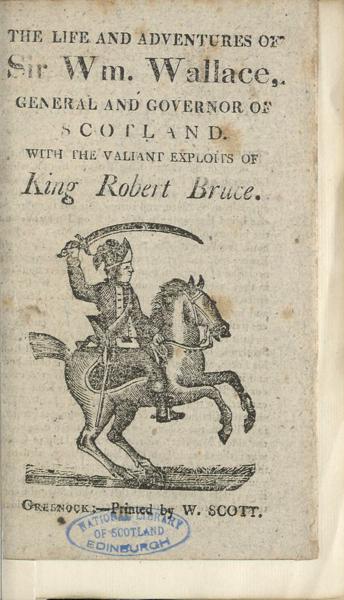 THE LIFE AND ADVENTURES OF
Sir Wm. Wallace,
GENERAL AND GOVERNOR OF
SCOTLAND.
WITH THE VALIANT EXPLOITS OF
King Robert Bruce.
GREENOCK:—Printed by W. SCOTT.
NATIONAL LIBRARY
OF SCOTLAND
EDINBURGH